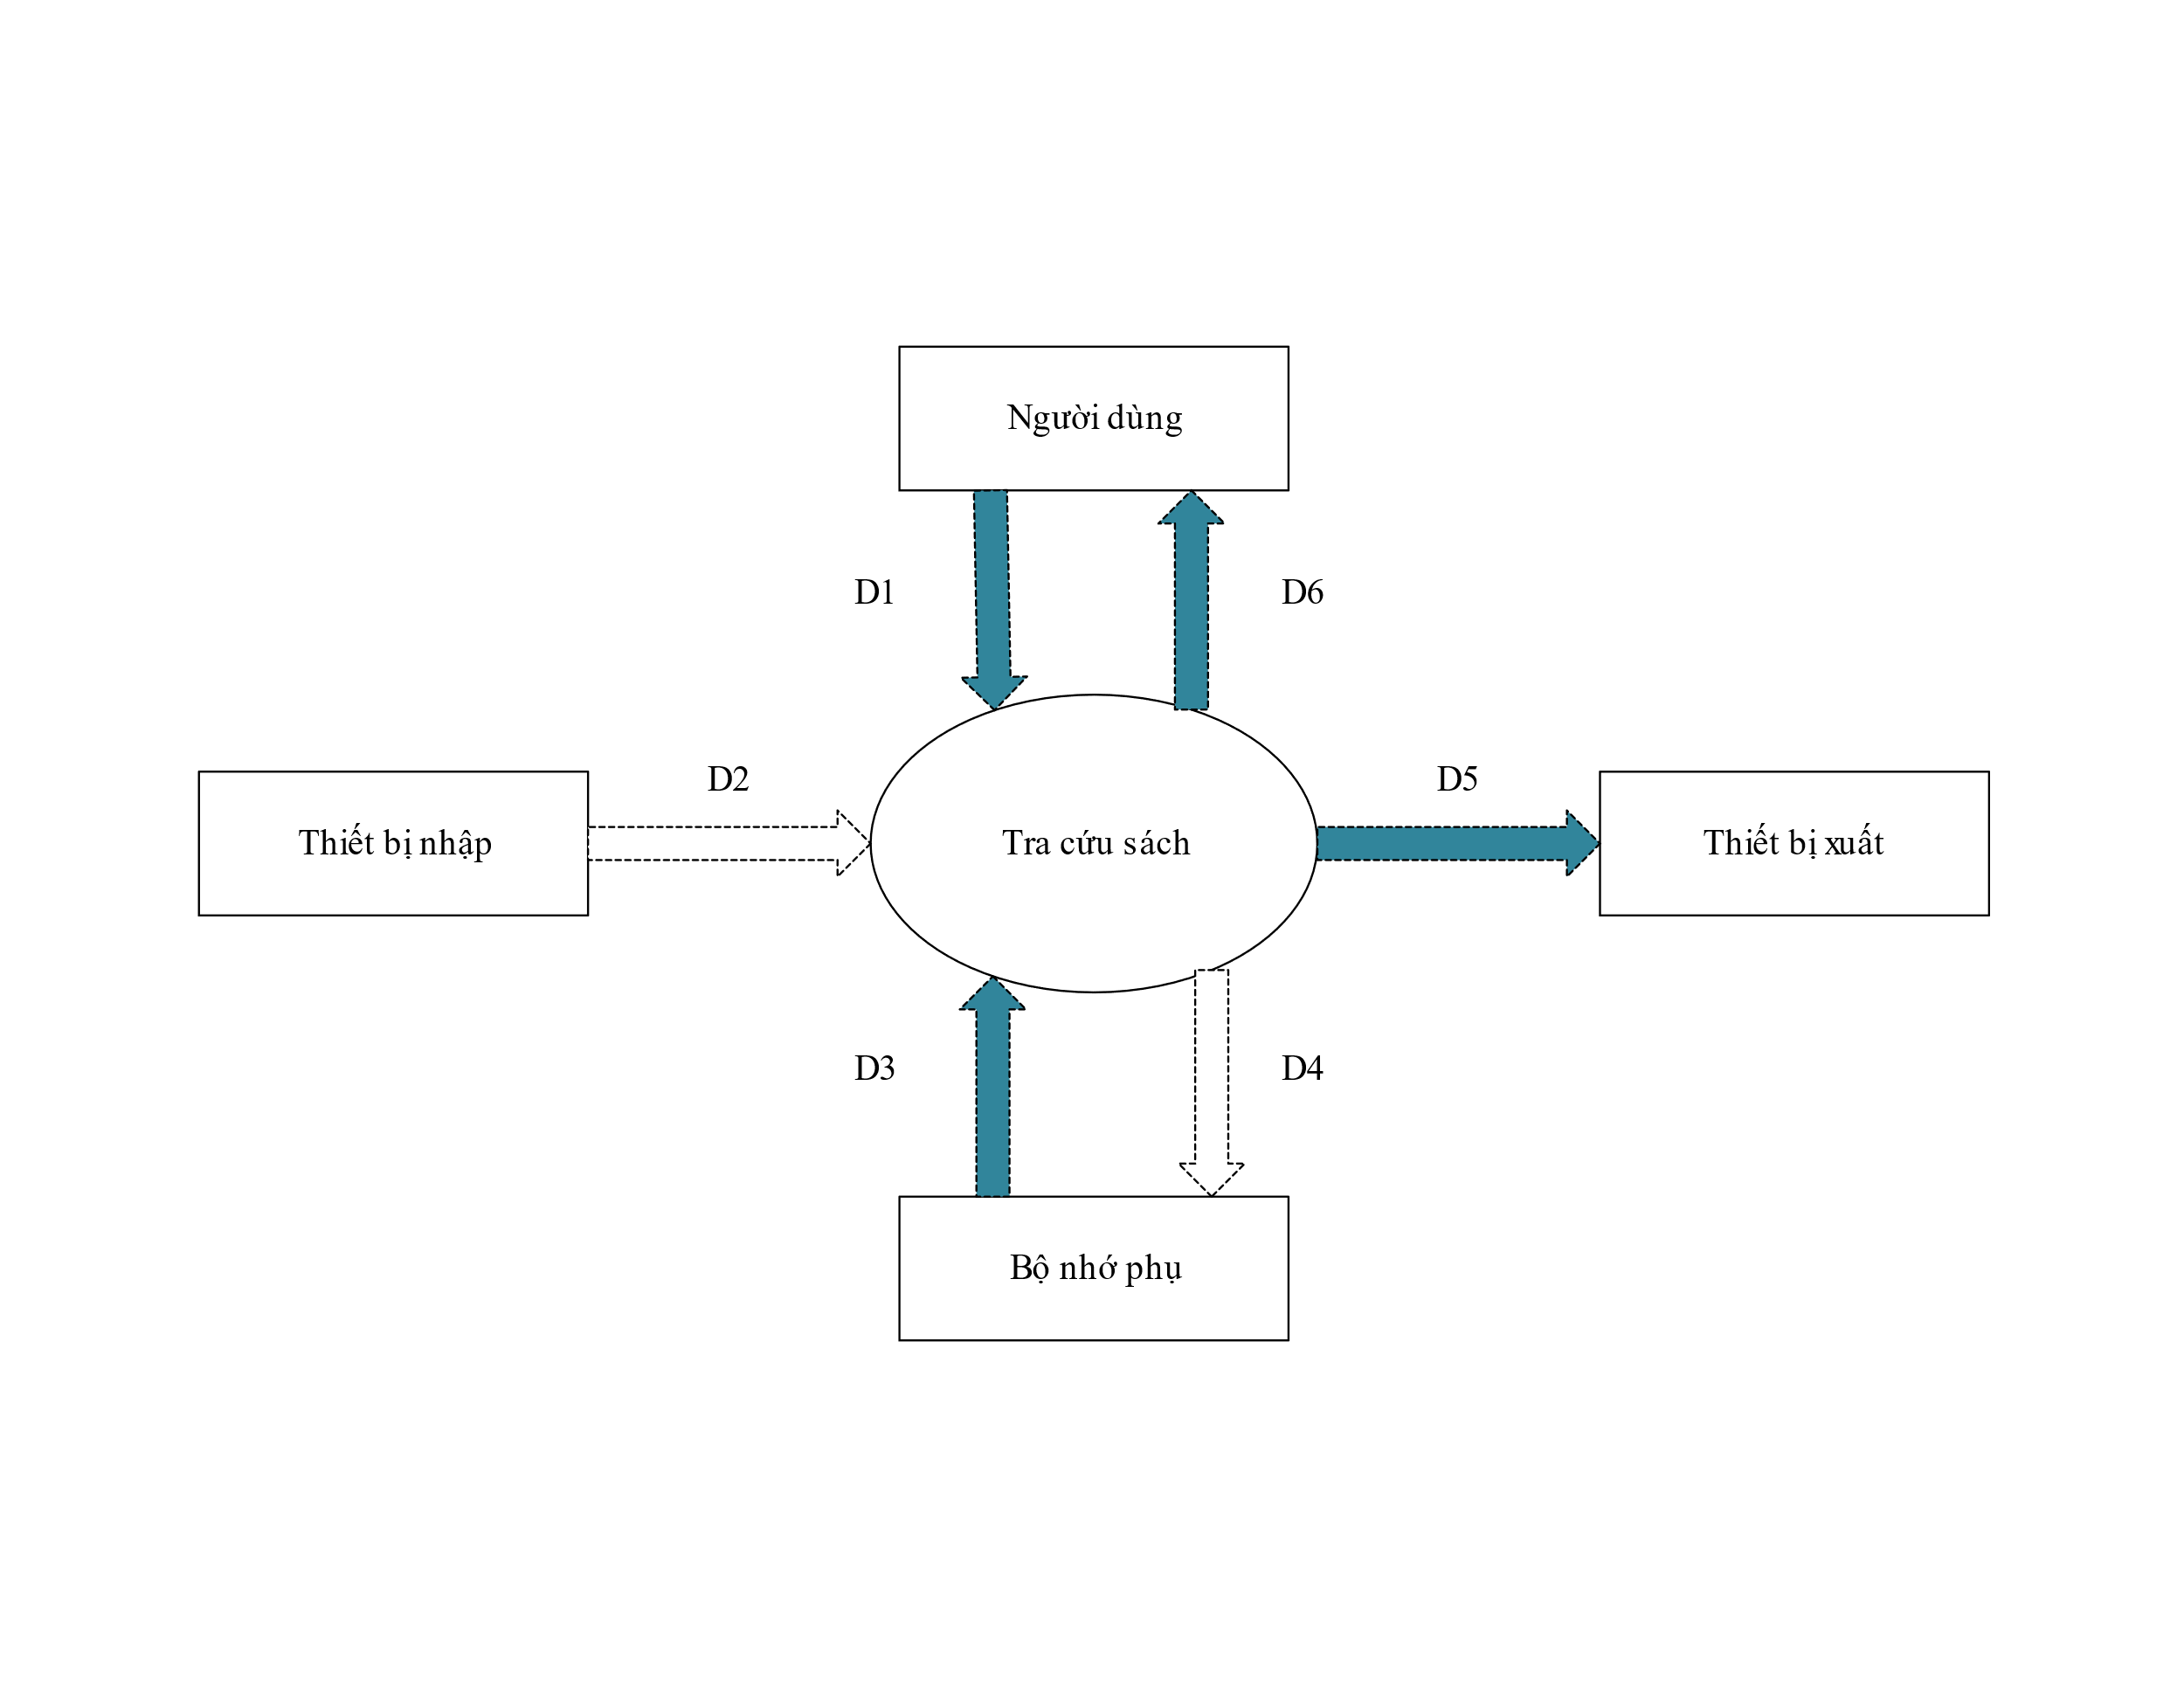 Người dùng
D1
D6
D2
D5
Thiết bị nhập
Tra cứu sách
Thiết bị xuất
D3
D4
Bộ nhớ phụ